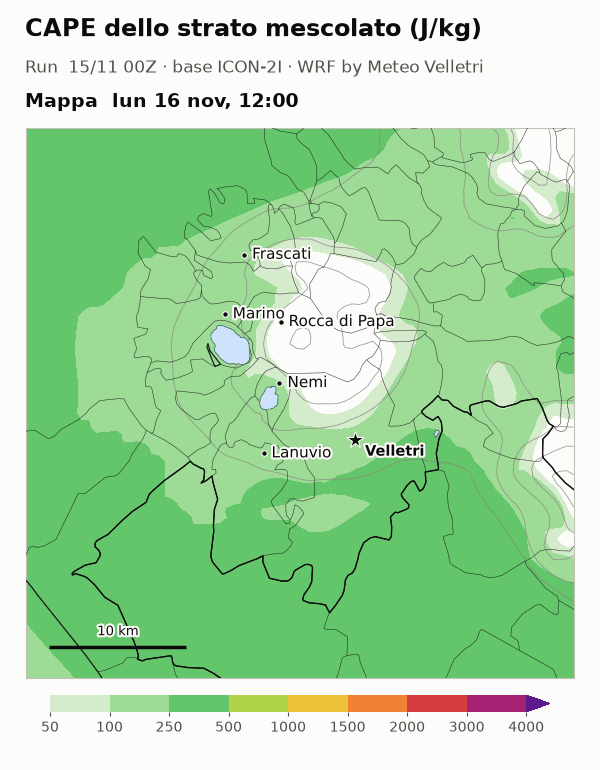 CAPE dello strato mescolato (J/kg)
Run  15/11 00Z · base ICON-2I · WRF by Meteo Velletri
Mappa  lun 16 nov, 12:00
Frascati
Marino
Rocca di Papa
Nemi
Velletri
Lanuvio
10 km
50 100 250 500 1000 1500 2000 3000 4000